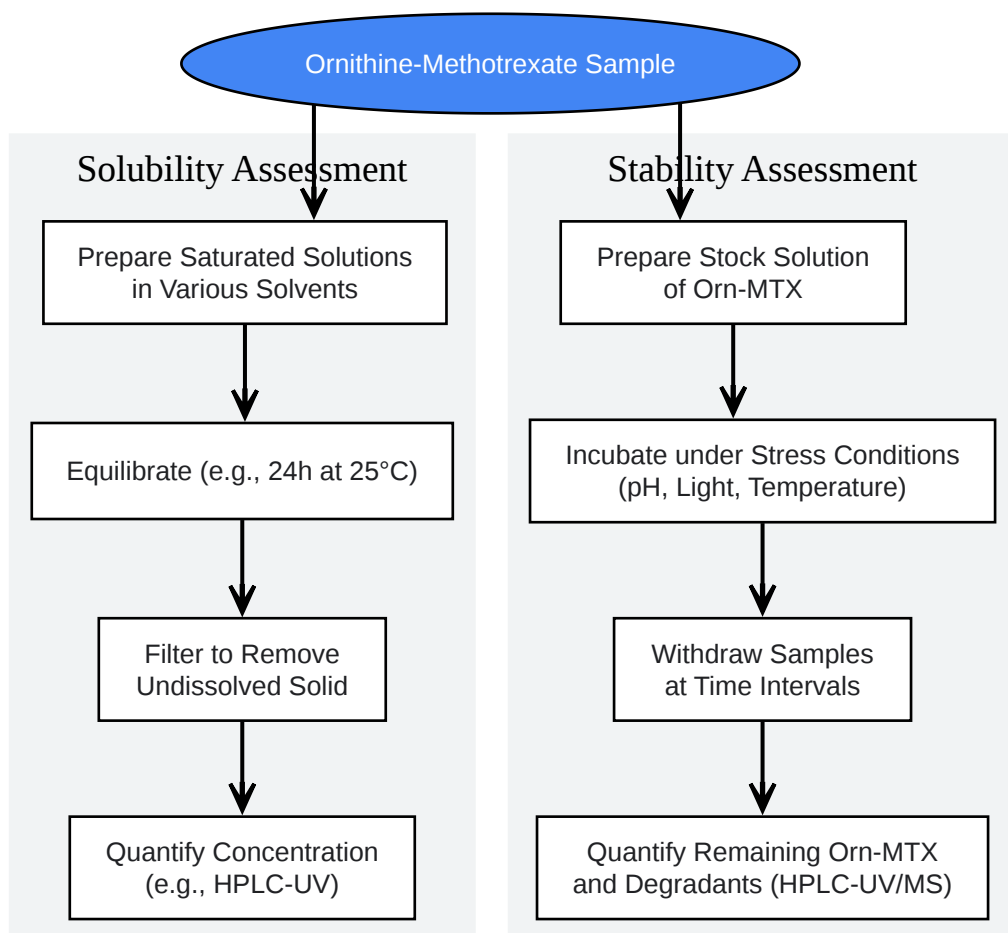 Ornithine-Methotrexate Sample
Solubility Assessment
Prepare Saturated Solutions
in Various Solvents
Equilibrate (e.g., 24h at 25°C)
Filter to Remove
Undissolved Solid
Quantify Concentration
(e.g., HPLC-UV)
Stability Assessment
Prepare Stock Solution
of Orn-MTX
Incubate under Stress Conditions
(pH, Light, Temperature)
Withdraw Samples
at Time Intervals
Quantify Remaining Orn-MTX
and Degradants (HPLC-UV/MS)